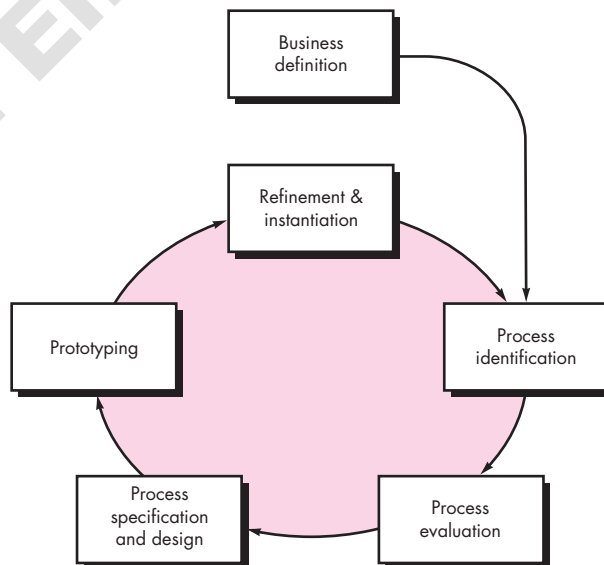 Business
definition
Refinement &
instantiation
Process
identification
Prototyping
Process
specification
and design
Process
evaluation